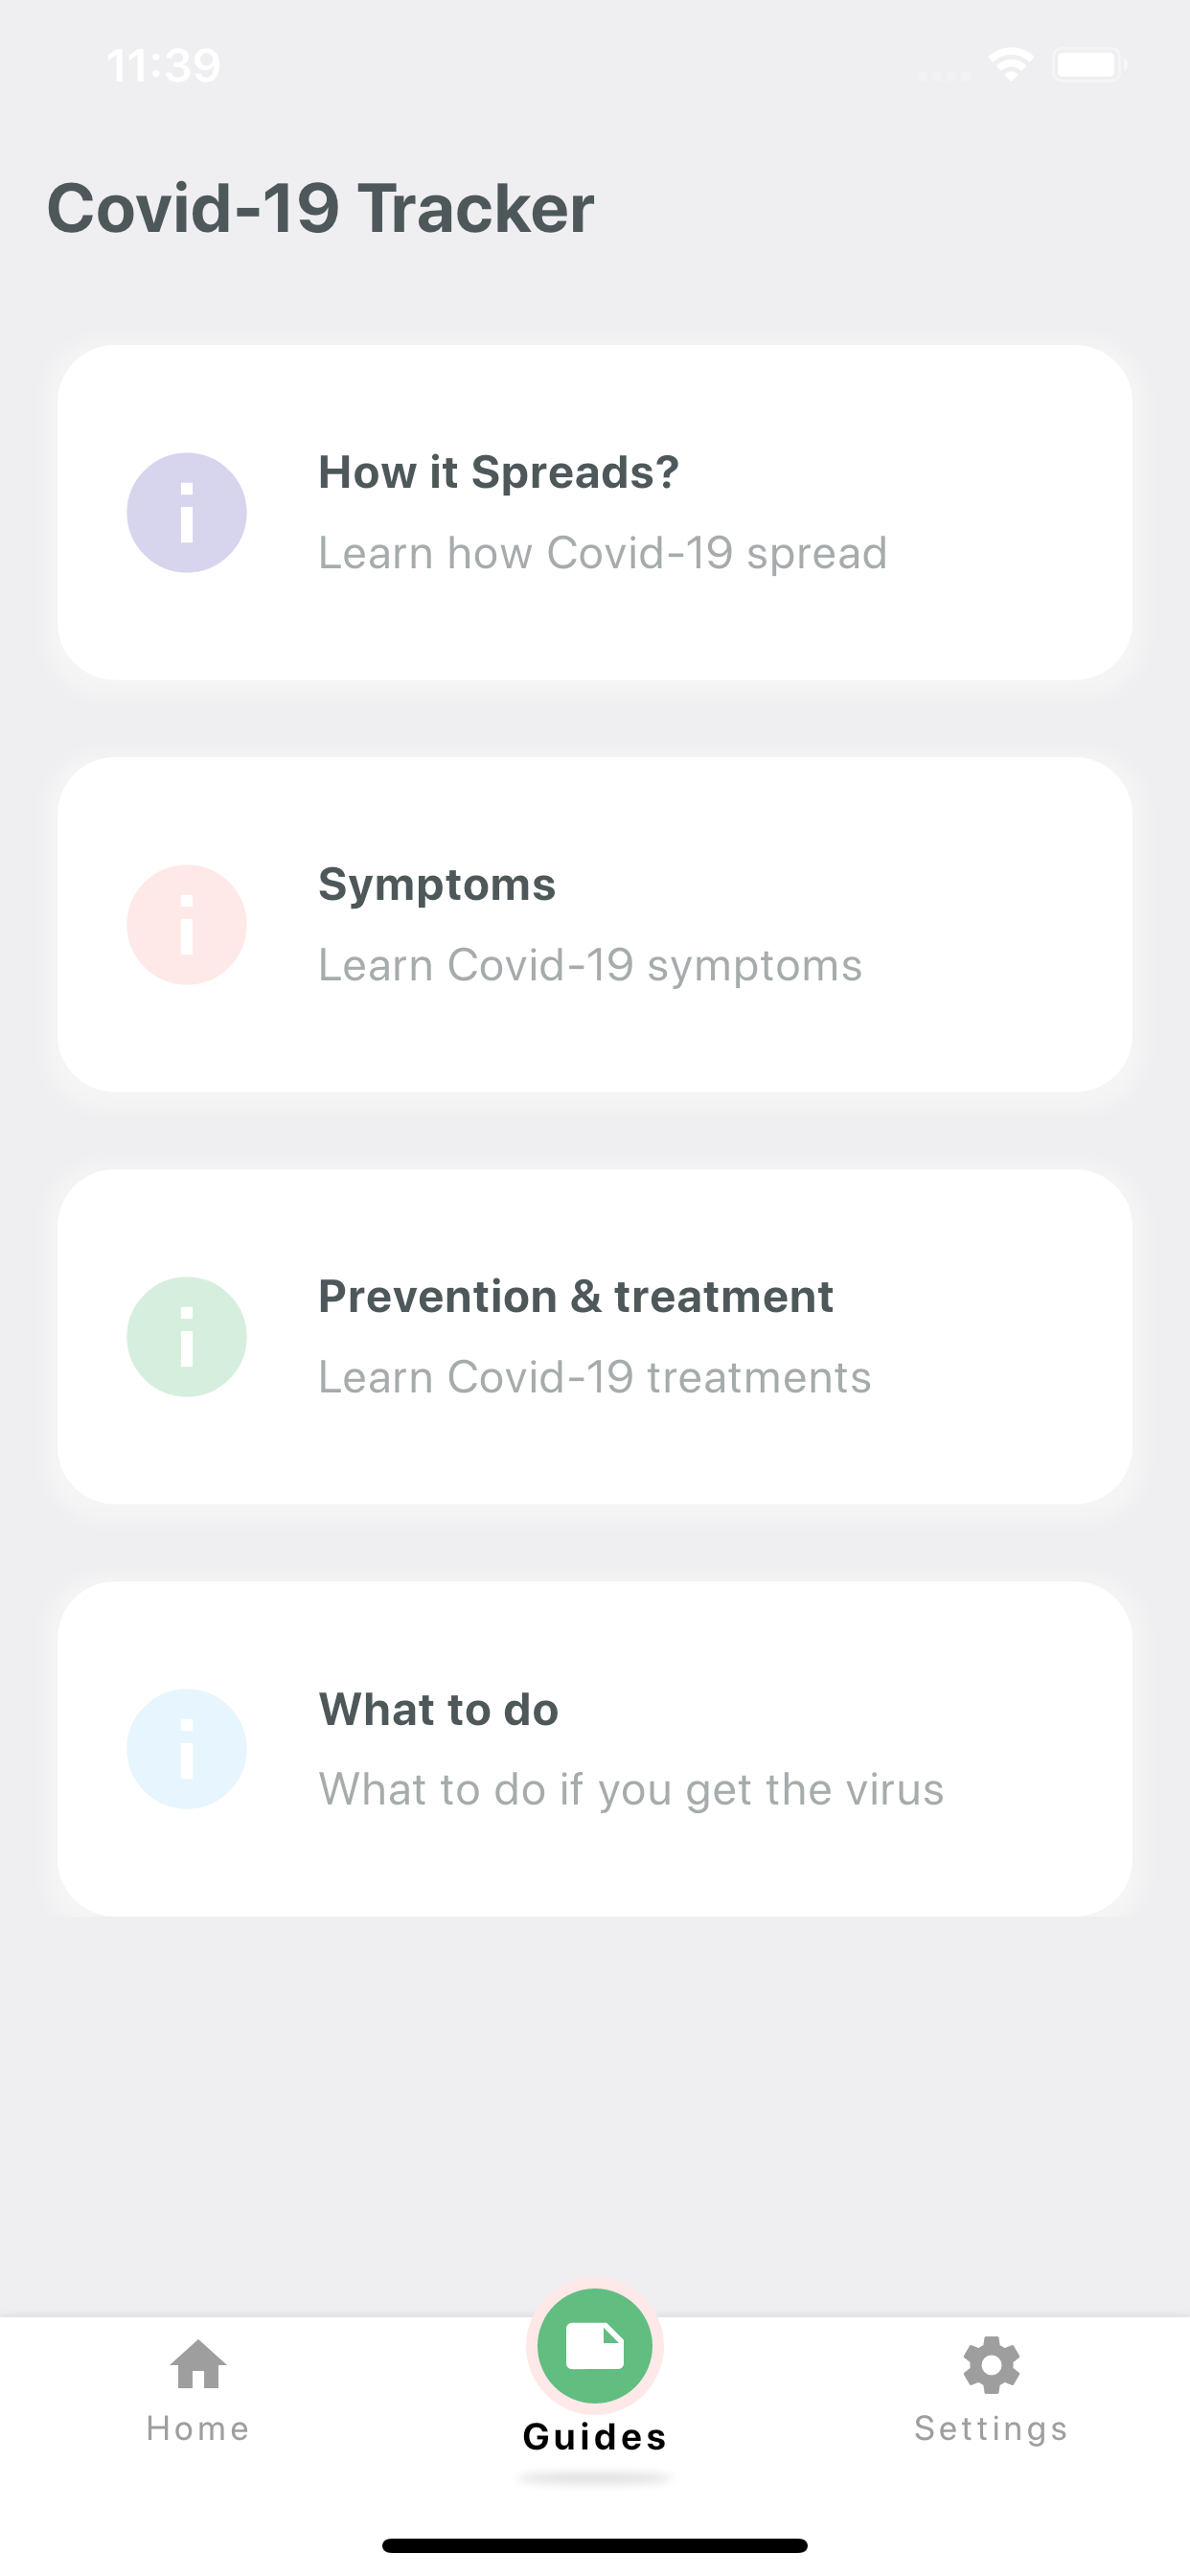 11:39
Covid-19 Tracker
How it Spreads?
Learn how Covid-19 spread
Symptoms
Learn Covid-19 symptoms
Prevention & treatment
Learn Covid-19 treatments
What to do
What to do if you get the virus
Home
Guides
Settings